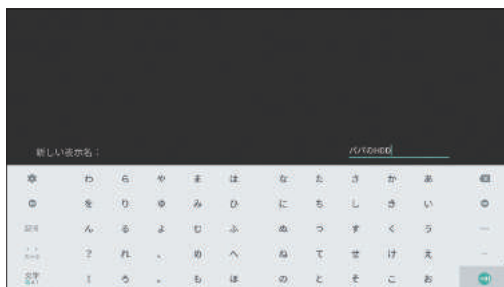 新しい表示名： パパのHDD
わ ら や ま は な た さ か あ
を り ゆ み ひ に ち し き い
記号 ん る よ む ふ ぬ つ す く う
? れ 、 め へ ね て せ け え
文字 ! ろ 。 も ほ の と そ こ お